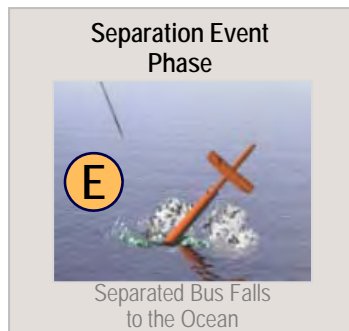 Separation Event
Phase
E
Separated Bus Falls
to the Ocean